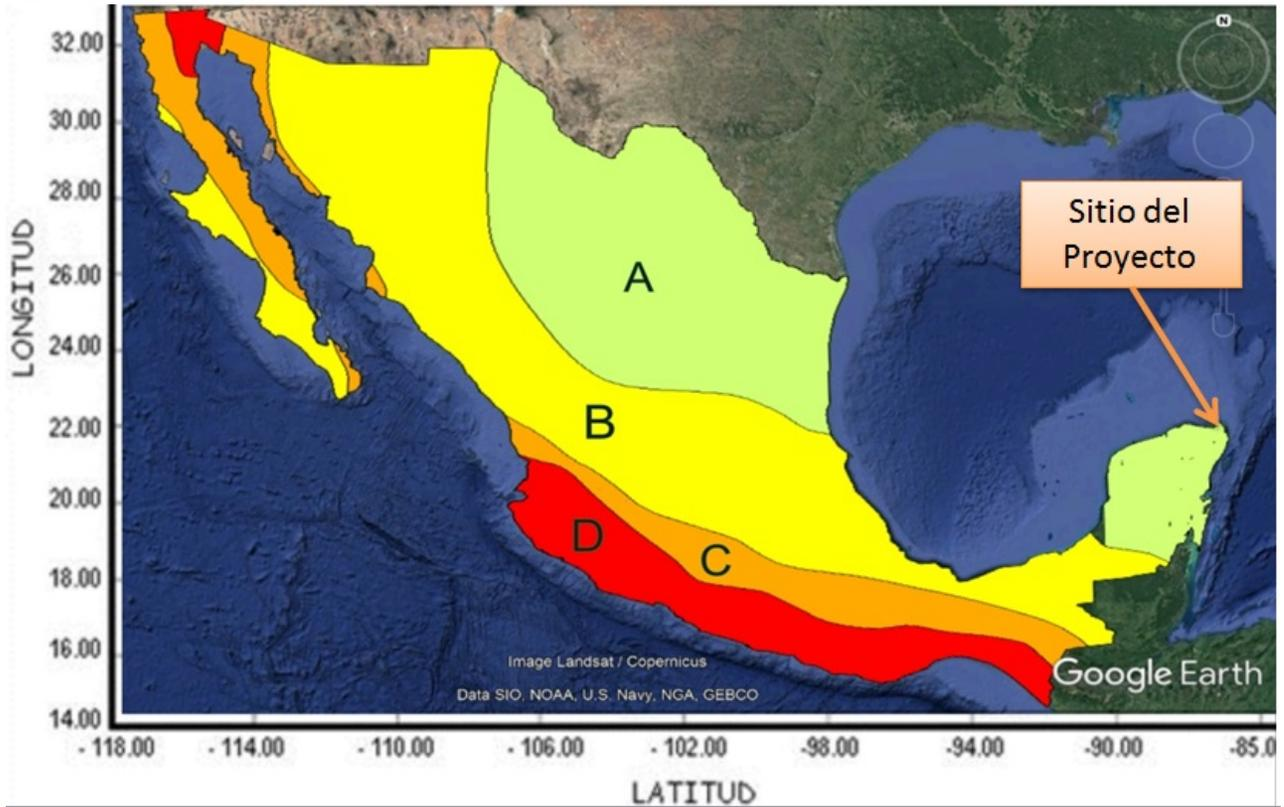 N
32.00
30.00
28.00
26.00
24.00
22.00
20.00
18.00
16.00
14.00
LONGITUD
Sitio del
Proyecto
A
B
C
D
Image Landsat / Copernicus
Data SIO, NOAA, U.S. Navy, NGA, GEBCO
Google Earth
- 118.00 - 114.00 - 110.00 - 106.00 - 102.00 -98.00 -94.00 -90.00 -85.0
LATITUD